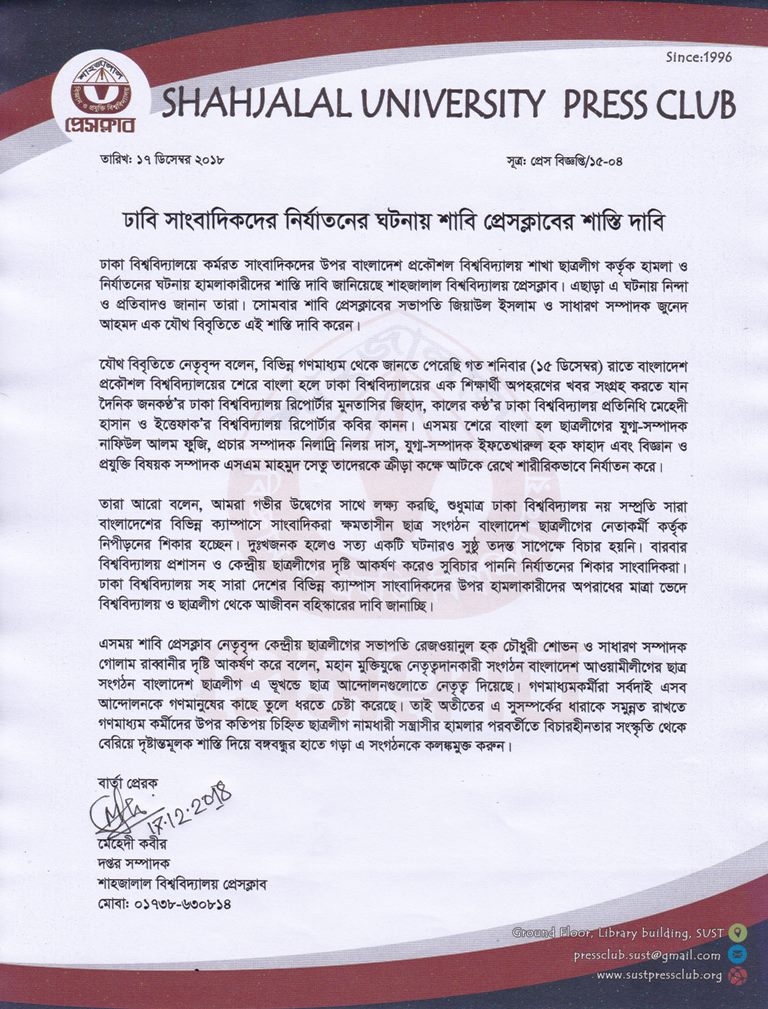 Since:1996
শাহজালাল
বিজ্ঞান ও প্রযুক্তি বিশ্ববিদ্যালয়
প্রেসক্লাব
SHAHJALAL UNIVERSITY PRESS CLUB
তারিখ: ১৭ ডিসেম্বর ২০১৮ সূত্র: প্রেস বিজ্ঞপ্তি/১৫-০৪
ঢাবি সাংবাদিকদের নির্যাতনের ঘটনায় শাবি প্রেসক্লাবের শাস্তি দাবি
ঢাকা বিশ্ববিদ্যালয়ে কর্মরত সাংবাদিকদের উপর বাংলাদেশ প্রকৌশল বিশ্ববিদ্যালয় শাখা ছাত্রলীগ কর্তৃক হামলা ও
নির্যাতনের ঘটনায় হামলাকারীদের শাস্তি দাবি জানিয়েছে শাহজালাল বিশ্ববিদ্যালয় প্রেসক্লাব। এছাড়া এ ঘটনায় নিন্দা
ও প্রতিবাদও জানান তারা। সোমবার শাবি প্রেসক্লাবের সভাপতি জিয়াউল ইসলাম ও সাধারণ সম্পাদক জুনেদ
আহমদ এক যৌথ বিবৃতিতে এই শাস্তি দাবি করেন।
যৌথ বিবৃতিতে নেতৃবৃন্দ বলেন, বিভিন্ন গণমাধ্যম থেকে জানতে পেরেছি গত শনিবার (১৫ ডিসেম্বর) রাতে বাংলাদেশ
প্রকৌশল বিশ্ববিদ্যালয়ের শেরে বাংলা হলে ঢাকা বিশ্ববিদ্যালয়ের এক শিক্ষার্থী অপহরণের খবর সংগ্রহ করতে যান
দৈনিক জনকণ্ঠ'র ঢাকা বিশ্ববিদ্যালয় রিপোর্টার মুনতাসির জিহাদ, কালের কণ্ঠ'র ঢাকা বিশ্ববিদ্যালয় প্রতিনিধি মেহেদী
হাসান ও ইত্তেফাক'র বিশ্ববিদ্যালয় রিপোর্টার কবির কানন। এসময় শেরে বাংলা হল ছাত্রলীগের যুগ্ম-সম্পাদক
নাফিউল আলম ফুজি, প্রচার সম্পাদক নিলাদ্রি নিলয় দাস, যুগ্ম-সম্পাদক ইফতেখারুল হক ফাহাদ এবং বিজ্ঞান ও
প্রযুক্তি বিষয়ক সম্পাদক এসএম মাহমুদ সেতু তাদেরকে ক্রীড়া কক্ষে আটকে রেখে শারীরিকভাবে নির্যাতন করে।
তারা আরো বলেন, আমরা গভীর উদ্বেগের সাথে লক্ষ্য করছি, শুধুমাত্র ঢাকা বিশ্ববিদ্যালয় নয় সম্প্রতি সারা
বাংলাদেশের বিভিন্ন ক্যাম্পাসে সাংবাদিকরা ক্ষমতাসীন ছাত্র সংগঠন বাংলাদেশ ছাত্রলীগের নেতাকর্মী কর্তৃক
নিপীড়নের শিকার হচ্ছেন। দুঃখজনক হলেও সত্য একটি ঘটনারও সুষ্ঠু তদন্ত সাপেক্ষে বিচার হয়নি। বারবার
বিশ্ববিদ্যালয় প্রশাসন ও কেন্দ্রীয় ছাত্রলীগের দৃষ্টি আকর্ষণ করেও সুবিচার পাননি নির্যাতনের শিকার সাংবাদিকরা।
ঢাকা বিশ্ববিদ্যালয় সহ সারা দেশের বিভিন্ন ক্যাম্পাস সাংবাদিকদের উপর হামলাকারীদের অপরাধের মাত্রা ভেদে
বিশ্ববিদ্যালয় ও ছাত্রলীগ থেকে আজীবন বহিস্কারের দাবি জানাচ্ছি।
এসময় শাবি প্রেসক্লাব নেতৃবৃন্দ কেন্দ্রীয় ছাত্রলীগের সভাপতি রেজওয়ানুল হক চৌধুরী শোভন ও সাধারণ সম্পাদক
গোলাম রাব্বানীর দৃষ্টি আকর্ষণ করে বলেন, মহান মুক্তিযুদ্ধে নেতৃত্বদানকারী সংগঠন বাংলাদেশ আওয়ামীলীগের ছাত্র
সংগঠন বাংলাদেশ ছাত্রলীগ এ ভূখন্ডে ছাত্র আন্দোলনগুলোতে নেতৃত্ব দিয়েছে। গণমাধ্যমকর্মীরা সর্বদাই এসব
আন্দোলনকে গণমানুষের কাছে তুলে ধরতে চেষ্টা করেছে। তাই অতীতের এ সুসম্পর্কের ধারাকে সমুন্নত রাখতে
গণমাধ্যম কর্মীদের উপর কতিপয় চিহ্নিত ছাত্রলীগ নামধারী সন্ত্রাসীর হামলার পরবর্তীতে বিচারহীনতার সংস্কৃতি থেকে
বেরিয়ে দৃষ্টান্তমূলক শাস্তি দিয়ে বঙ্গবন্ধুর হাতে গড়া এ সংগঠনকে কলঙ্কমুক্ত করুন।
বার্তা প্রেরক
17.12.2018
মেহেদী কবীর
দপ্তর সম্পাদক
শাহজালাল বিশ্ববিদ্যালয় প্রেসক্লাব
মোবা: ০১৭৩৮-৬৩০৮১৪
Ground Floor, Library building, SUST
pressclub.sust@gmail.com
www.sustpressclub.org